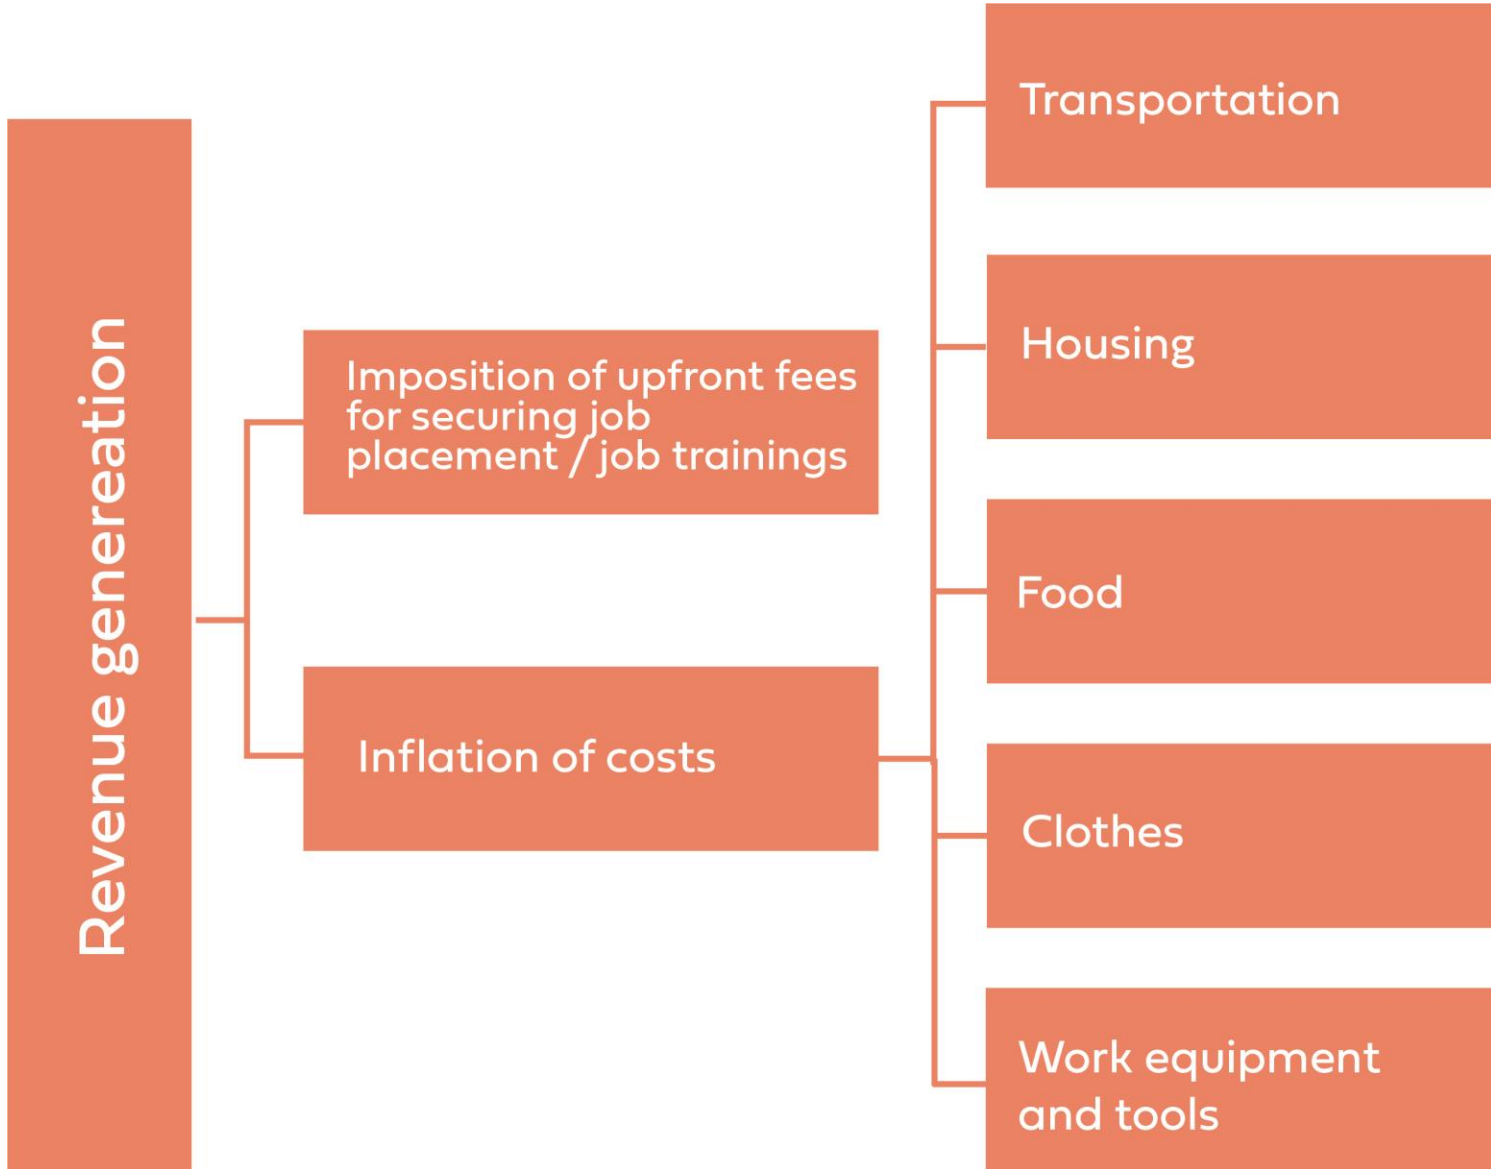 Revenue genereation
Imposition of upfront fees
for securing job
placement / job trainings
Inflation of costs
Transportation
Housing
Food
Clothes
Work equipment
and tools